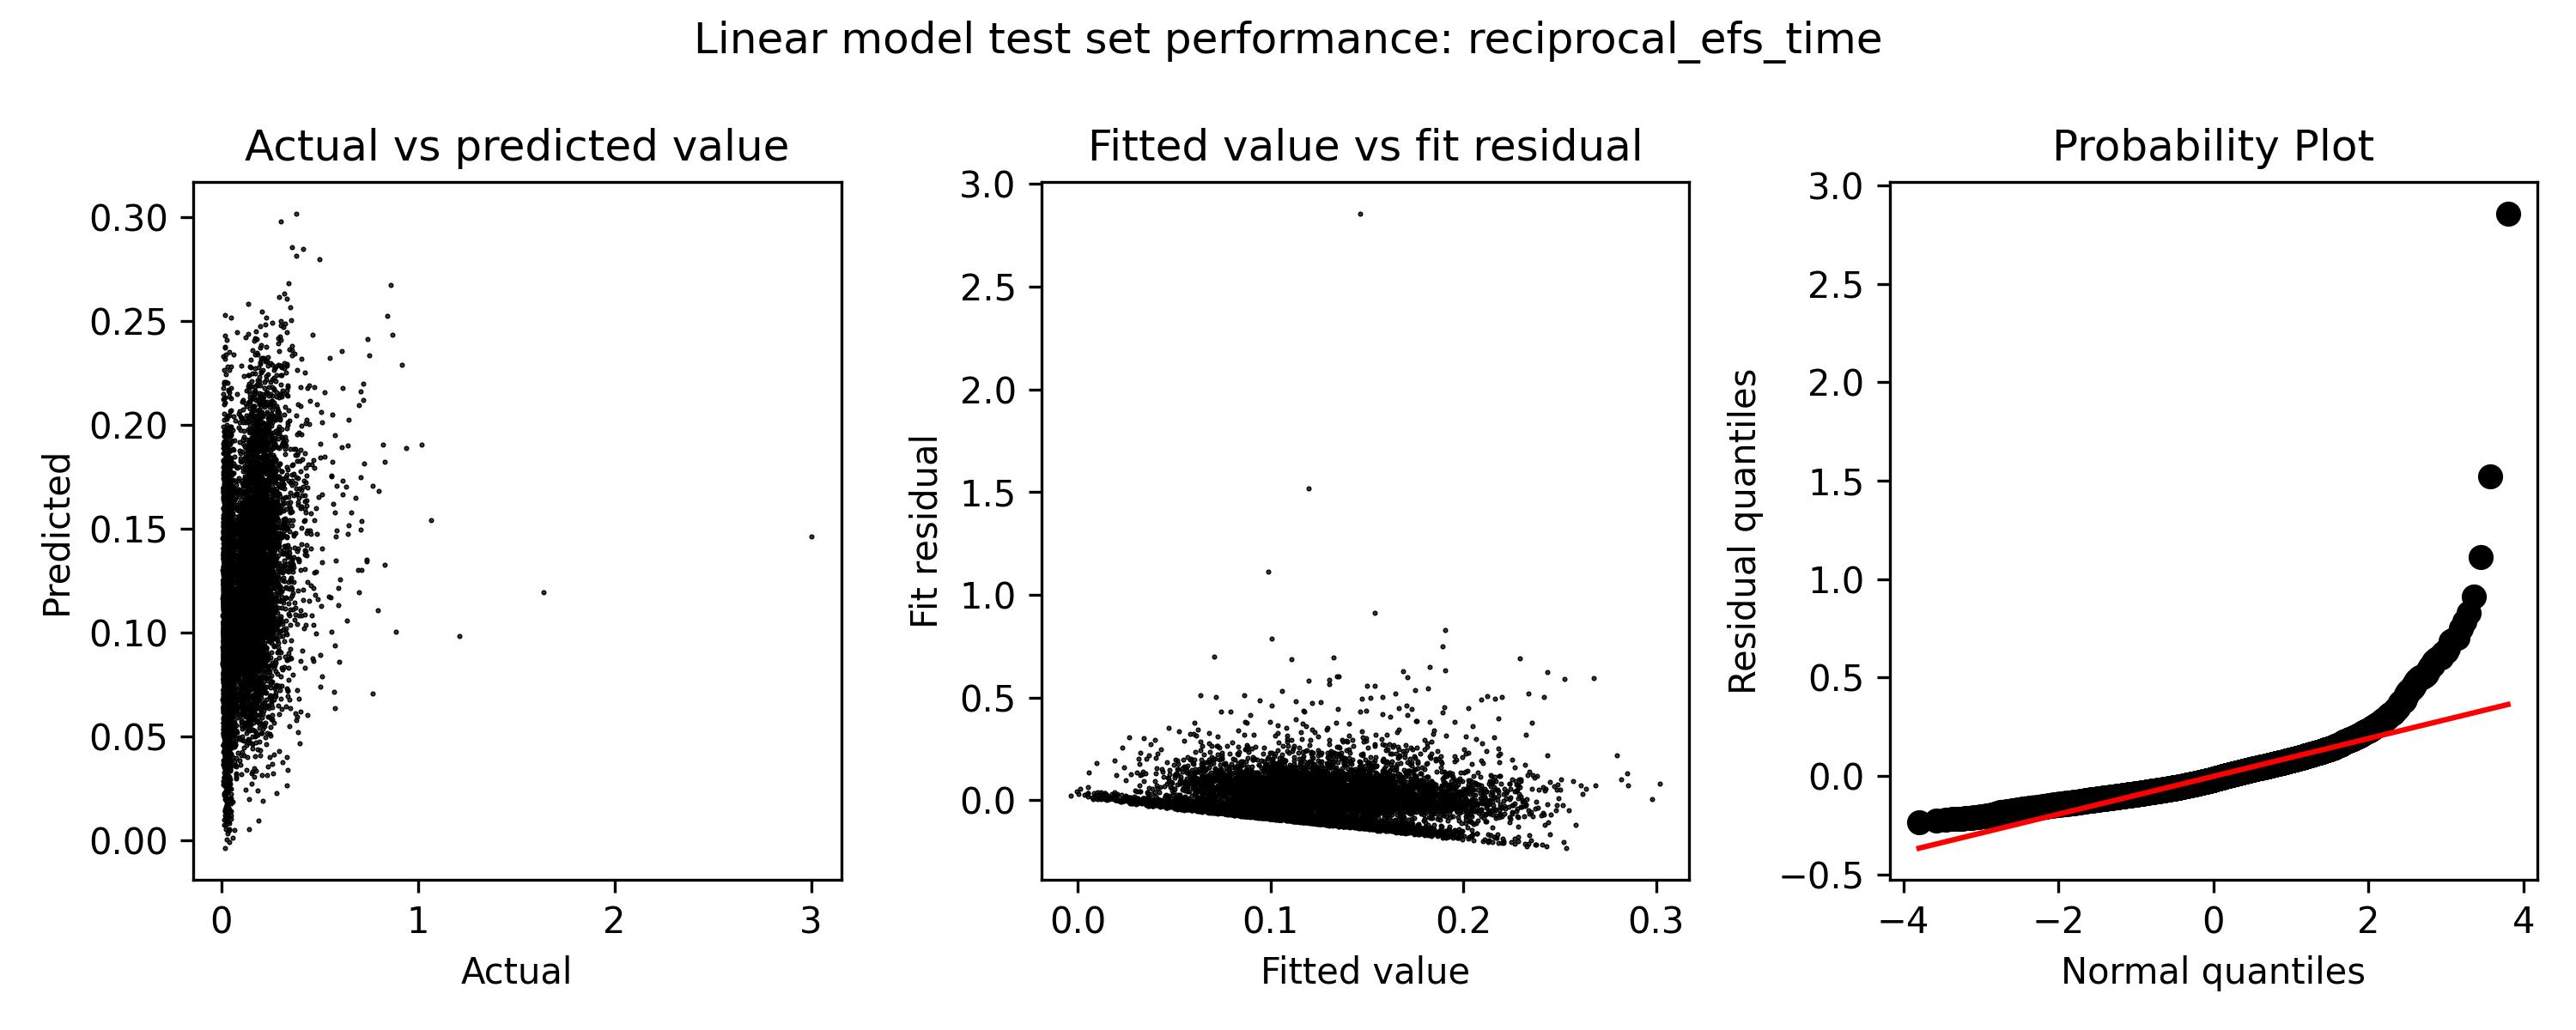 Linear model test set performance: reciprocal_efs_time
Actual vs predicted value
Predicted
0.30
0.25
0.20
0.15
0.10
0.05
0.00
0 1 2 3
Actual
Fitted value vs fit residual
Fit residual
3.0
2.5
2.0
1.5
1.0
0.5
0.0
0.0 0.1 0.2 0.3
Fitted value
Probability Plot
Residual quantiles
3.0
2.5
2.0
1.5
1.0
0.5
0.0
−0.5
−4 −2 0 2 4
Normal quantiles